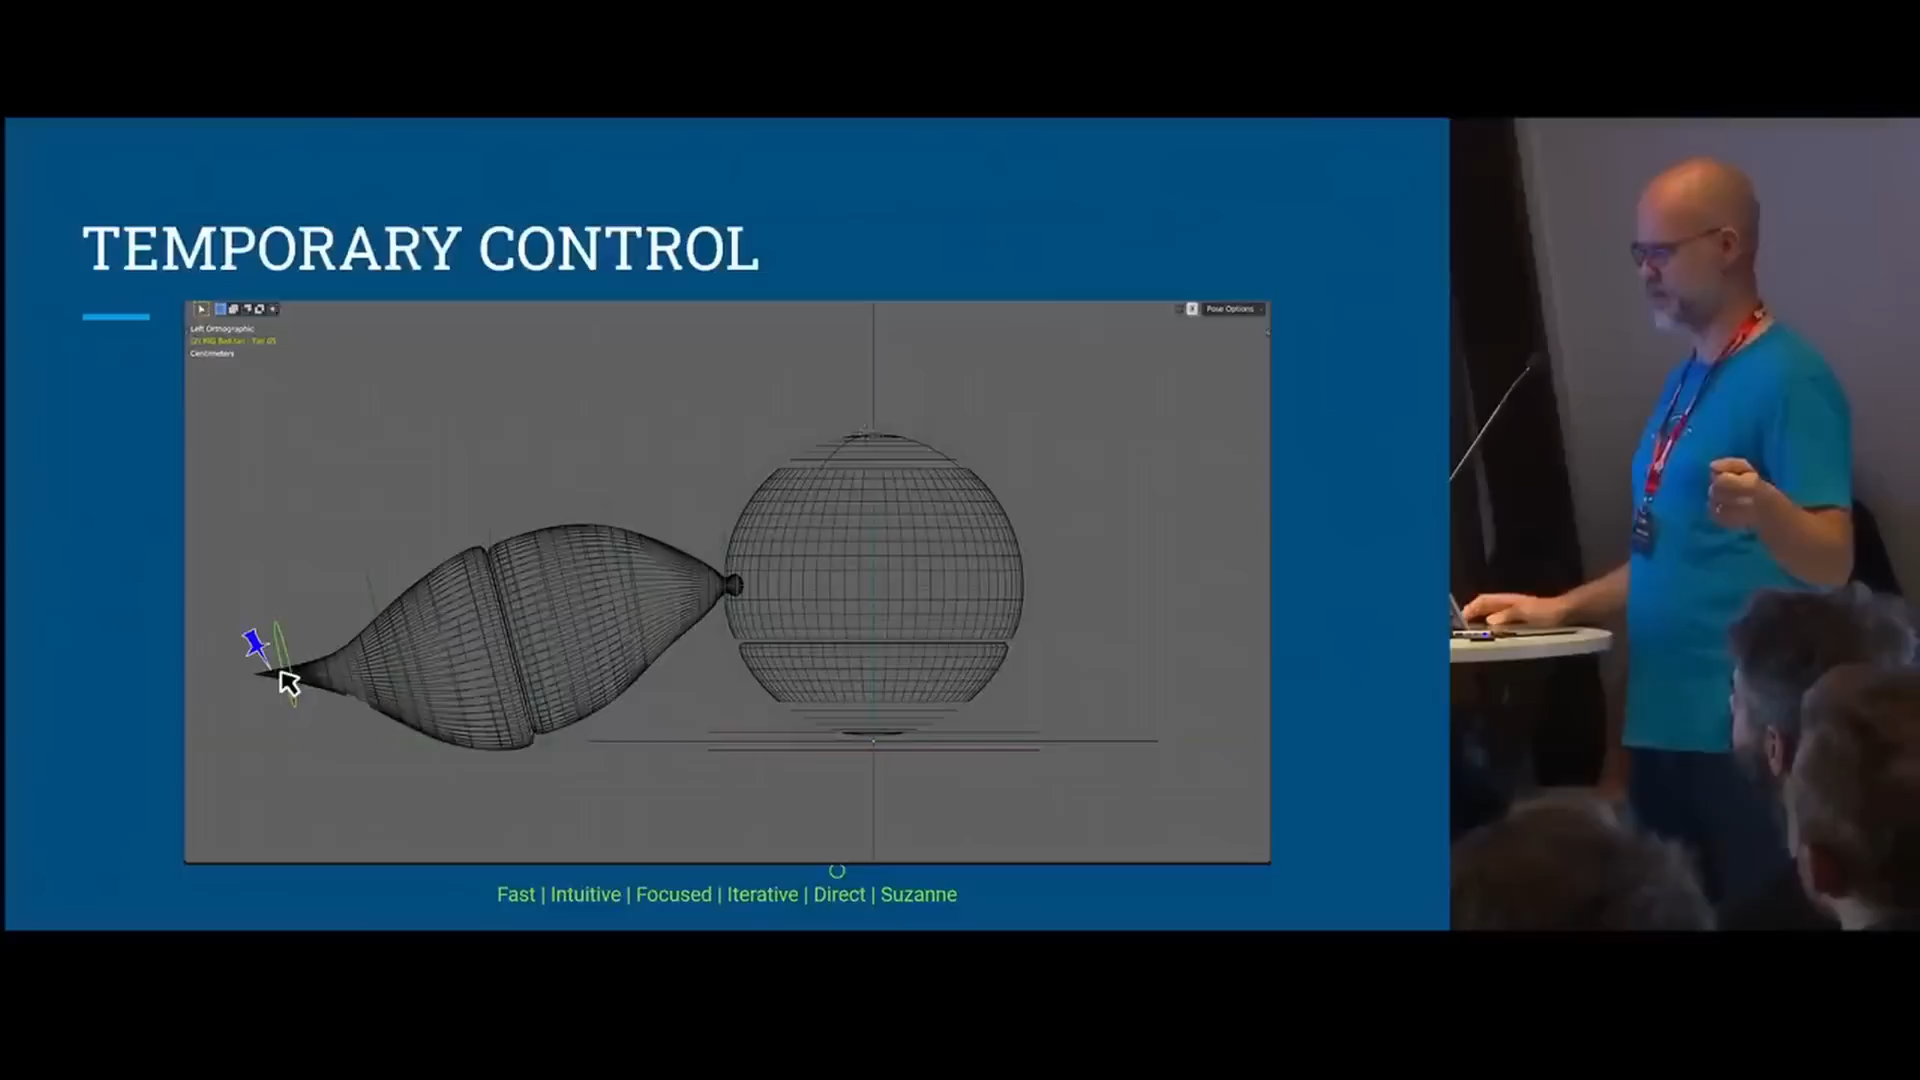 TEMPORARY CONTROL
Pose Options
Left Orthographic
Centimeters
Fast | Intuitive | Focused | Iterative | Direct | Suzanne